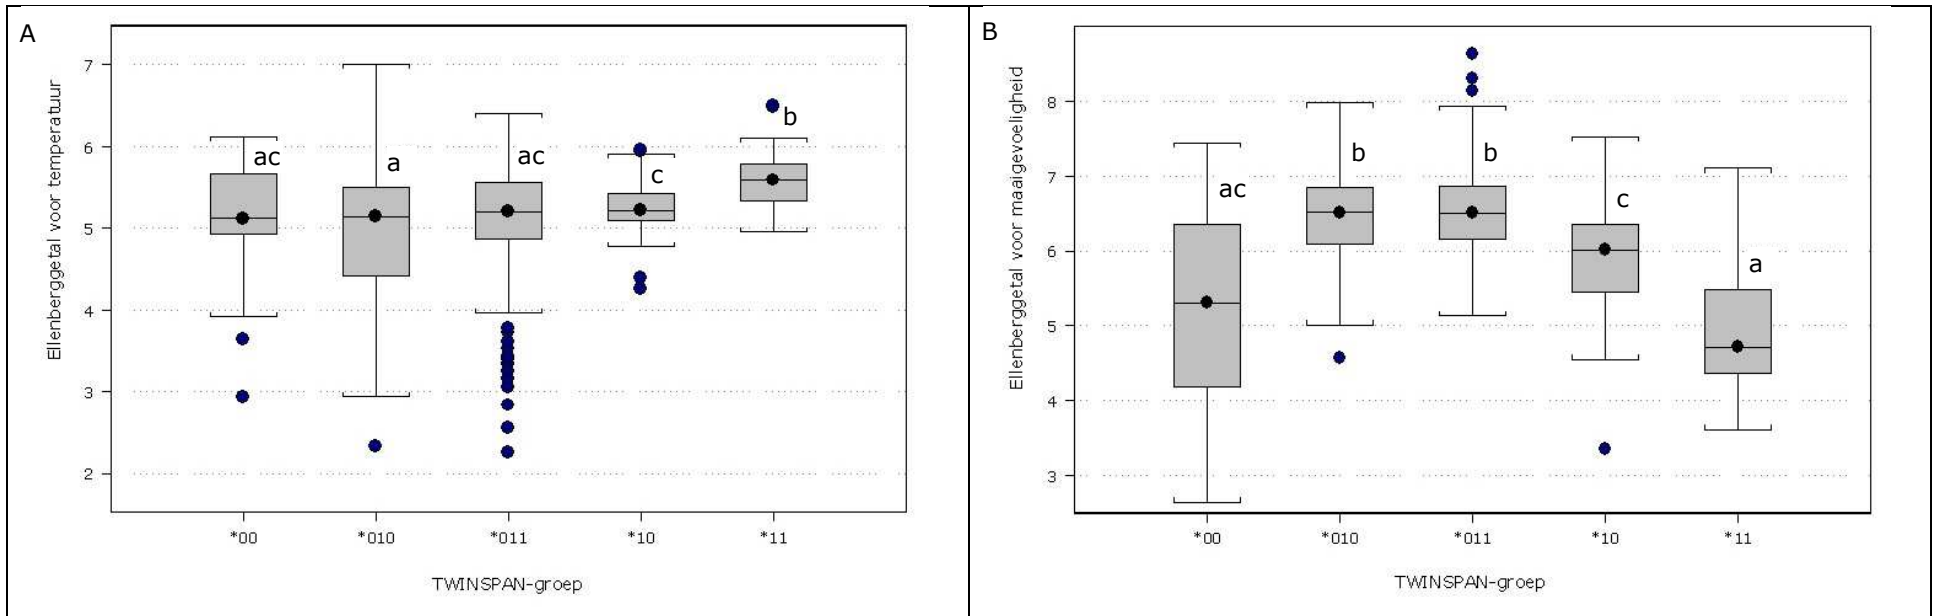 A
Ellenberggetal voor temperatuur
7
6
5
4
3
2
ac
a
ac
c
b
*00
*010
*011
*10
*11
TWINSPAN-groep
B
Ellenberggetal voor maaigevoeligheid
8
7
6
5
4
3
ac
b
b
c
a
*00
*010
*011
*10
*11
TWINSPAN-groep